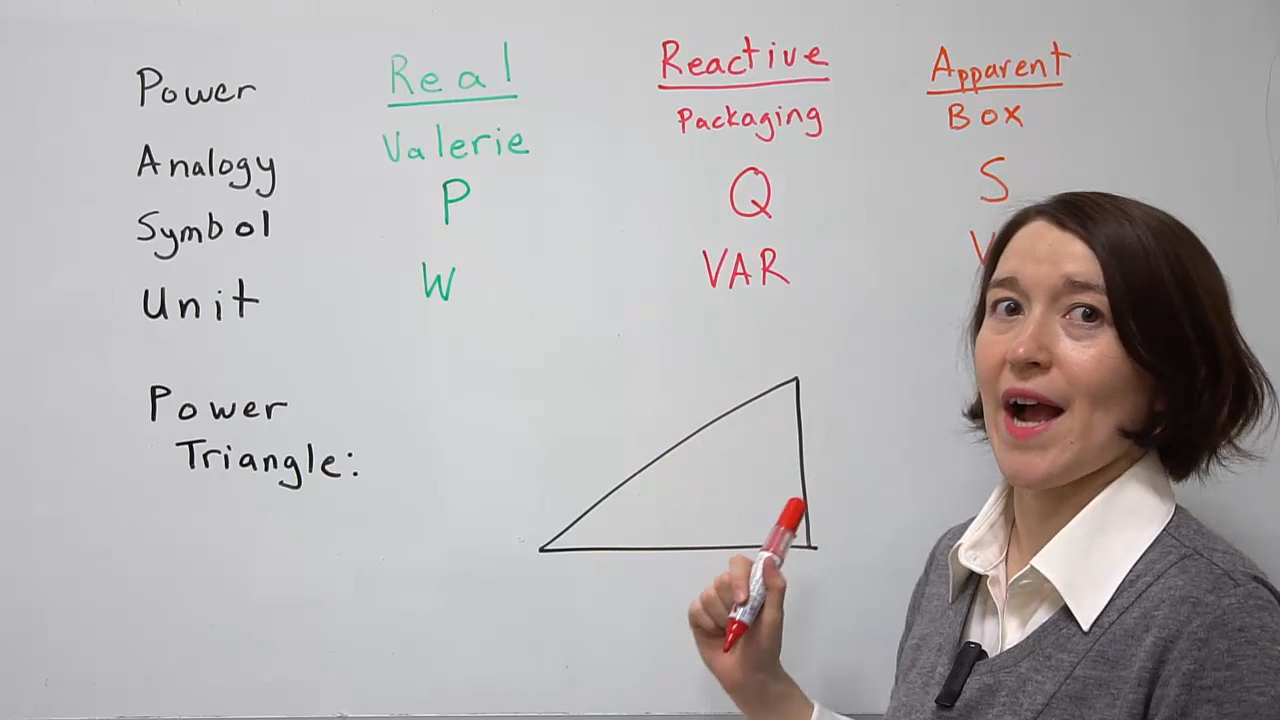 Power Real Reactive Apparent
Analogy Valerie Packaging Box
Symbol P Q S
Unit W VAR V
Power
Triangle: